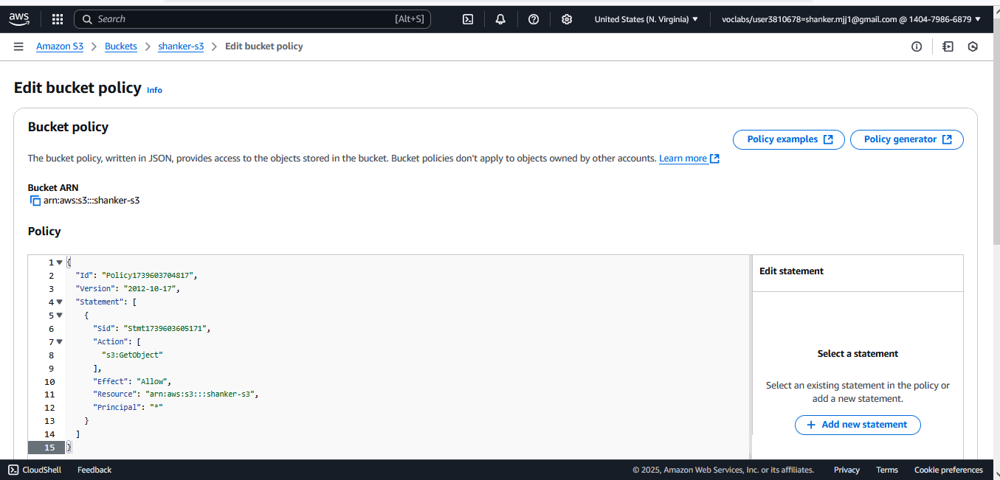 aws
Search [Alt+S]
United States (N. Virginia) ▼
voclabs/user3810678=shanker.mjj1@gmail.com @ 1404-7986-6879 ▼
Amazon S3 > Buckets > shanker-s3 > Edit bucket policy
Edit bucket policy Info
Bucket policy
Policy examples
Policy generator
The bucket policy, written in JSON, provides access to the objects stored in the bucket. Bucket policies don't apply to objects owned by other accounts. Learn more
Bucket ARN
arn:aws:s3:::shanker-s3
Policy
1 {
2 "Id": "Policy1739603704817",
3 "Version": "2012-10-17",
4 "Statement": [
5 {
6 "Sid": "Stmt1739603605171",
7 "Action": [
8 "s3:GetObject"
9 ],
10 "Effect": "Allow",
11 "Resource": "arn:aws:s3:::shanker-s3",
12 "Principal": "*"
13 }
14 ]
15 }
Edit statement
Select a statement
Select an existing statement in the policy or
add a new statement.
+ Add new statement
CloudShell Feedback
© 2025, Amazon Web Services, Inc. or its affiliates. Privacy Terms Cookie preferences